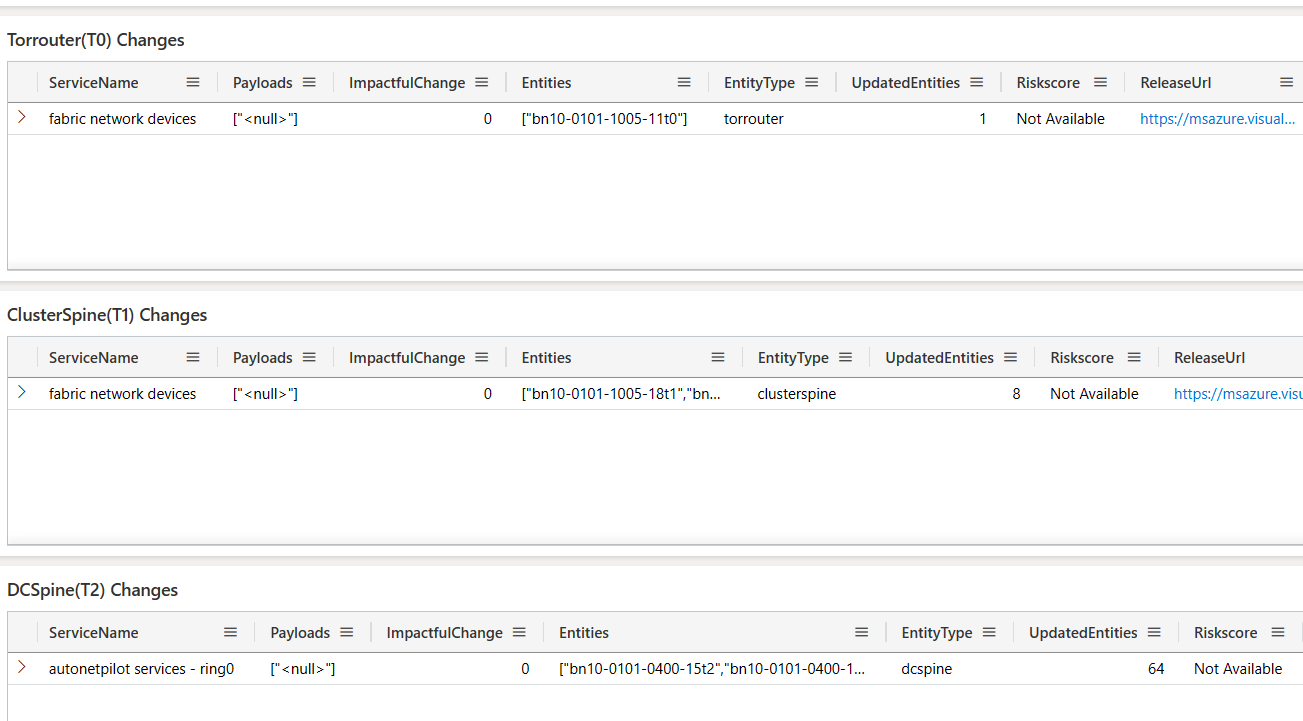 Torrouter(T0) Changes
ServiceName Payloads ImpactfulChange Entities EntityType UpdatedEntities Riskscore ReleaseUrl
fabric network devices ["<null>"] 0 ["bn10-0101-1005-11t0"] torrouter 1 Not Available https://msazure.visual...
ClusterSpine(T1) Changes
ServiceName Payloads ImpactfulChange Entities EntityType UpdatedEntities Riskscore ReleaseUrl
fabric network devices ["<null>"] 0 ["bn10-0101-1005-18t1","bn... clusterspine 8 Not Available https://msazure.visu
DCSpine(T2) Changes
ServiceName Payloads ImpactfulChange Entities EntityType UpdatedEntities Riskscore
autonetpilot services - ring0 ["<null>"] 0 ["bn10-0101-0400-15t2","bn10-0101-0400-1... dcspine 64 Not Available